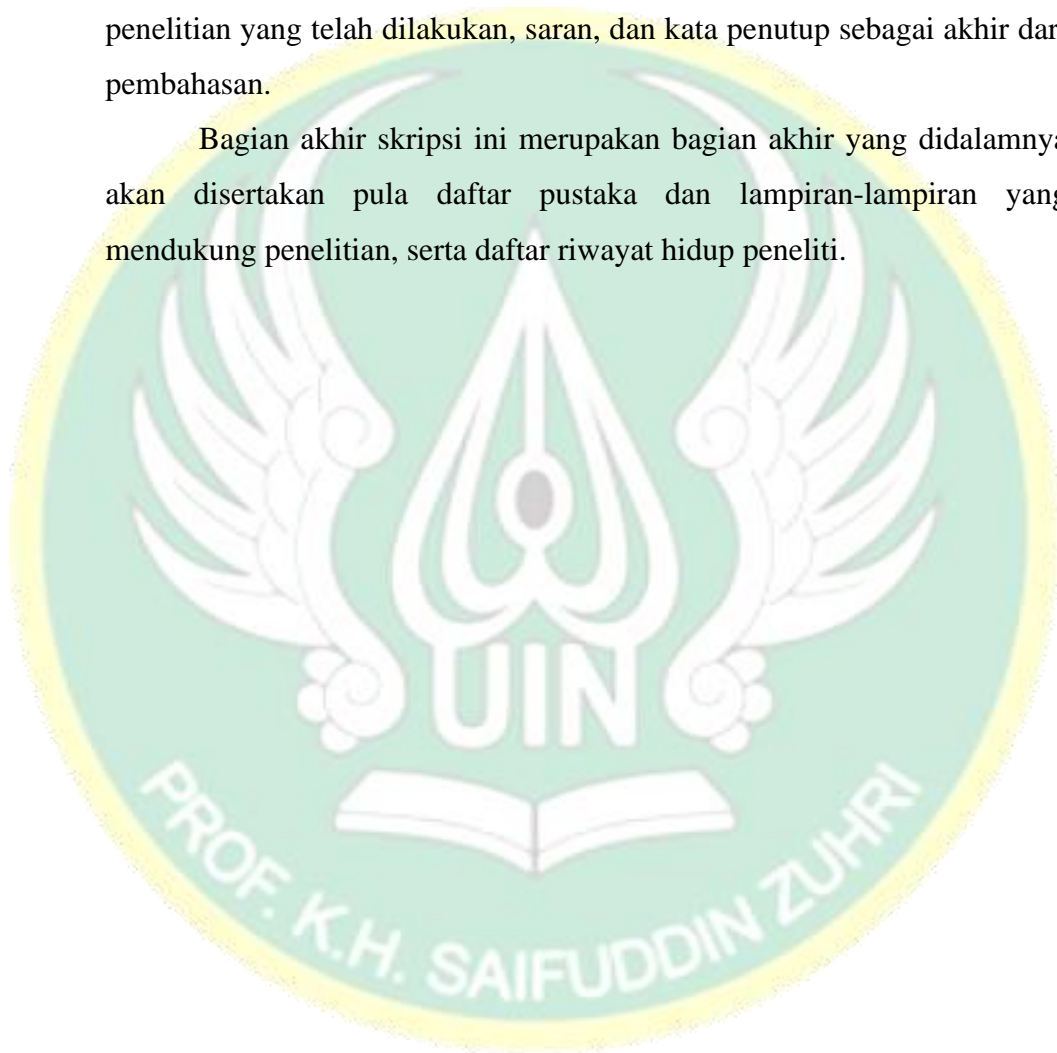 penelitian yang telah dilakukan, saran, dan kata penutup sebagai akhir dar
pembahasan.
Bagian akhir skripsi ini merupakan bagian akhir yang didalamnya
akan disertakan pula daftar pustaka dan lampiran-lampiran yang
mendukung penelitian, serta daftar riwayat hidup peneliti.
UIN
PROF. K.H. SAIFUDDIN ZUHRI